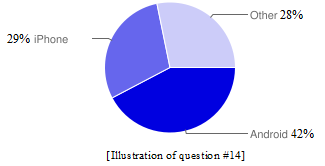 Other 28%
29% iPhone
Android 42%
[Illustration of question #14]